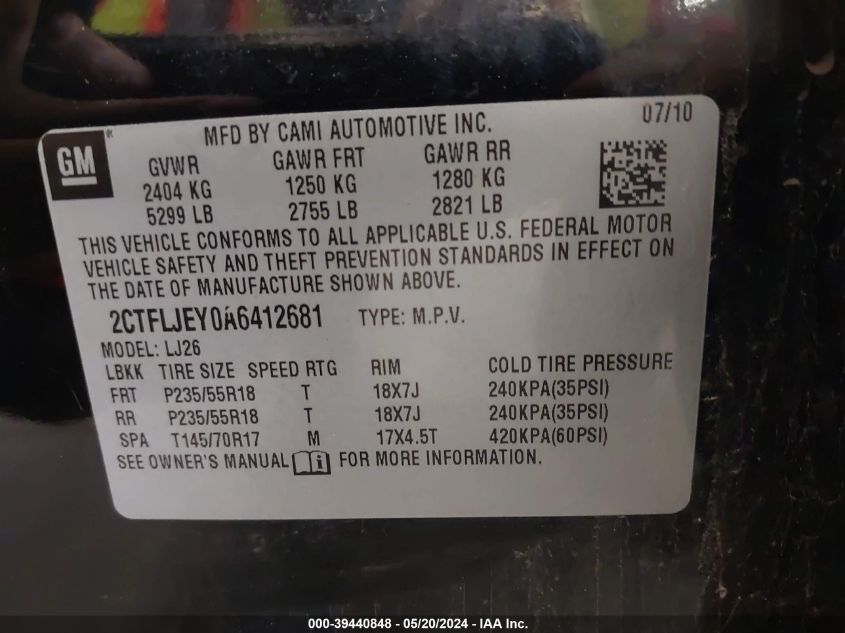 07/10
GM
MFD BY CAMI AUTOMOTIVE INC.
GVWR GAWR FRT GAWR RR
2404 KG 1250 KG 1280 KG
5299 LB 2755 LB 2821 LB
THIS VEHICLE CONFORMS TO ALL APPLICABLE U.S. FEDERAL MOTOR
VEHICLE SAFETY AND THEFT PREVENTION STANDARDS IN EFFECT ON
THE DATE OF MANUFACTURE SHOWN ABOVE.
2CTFLJEY0A6412681 TYPE: M.P.V.
MODEL: LJ26
LBKK TIRE SIZE SPEED RTG RIM COLD TIRE PRESSURE
FRT P235/55R18 T 18X7J 240KPA(35PSI)
RR P235/55R18 T 18X7J 240KPA(35PSI)
SPA T145/70R17 M 17X4.5T 420KPA(60PSI)
SEE OWNER'S MANUAL i FOR MORE INFORMATION.
000-39440848 - 05/20/2024 - IAA Inc.